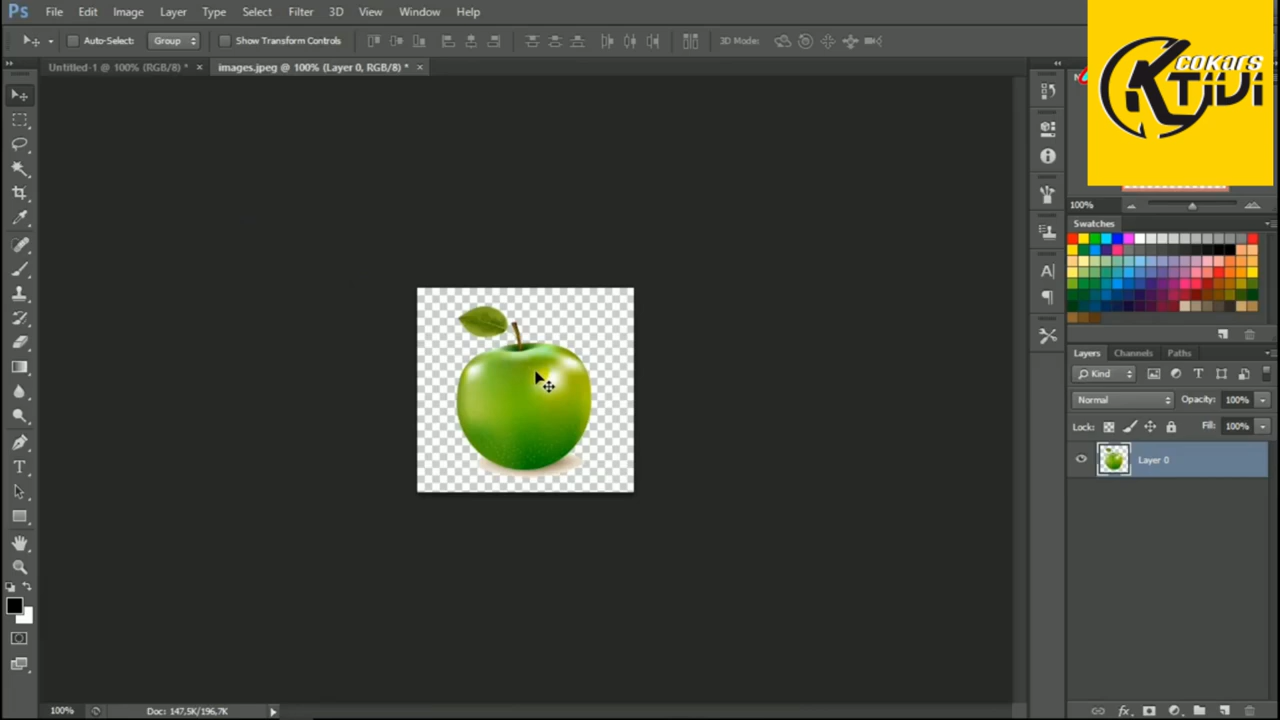 Ps File Edit Image Layer Type Select Filter 3D View Window Help
Auto-Select: Group Show Transform Controls 3D Mode:
Untitled-1 @ 100% (RGB/8) * × images.jpeg @ 100% (Layer 0, RGB/8) * ×
cokars
KTIVI
100%
Swatches
Layers Channels Paths
Kind
Normal Opacity: 100%
Lock: Fill: 100%
Layer 0
100% Doc: 147,5K/196,7K